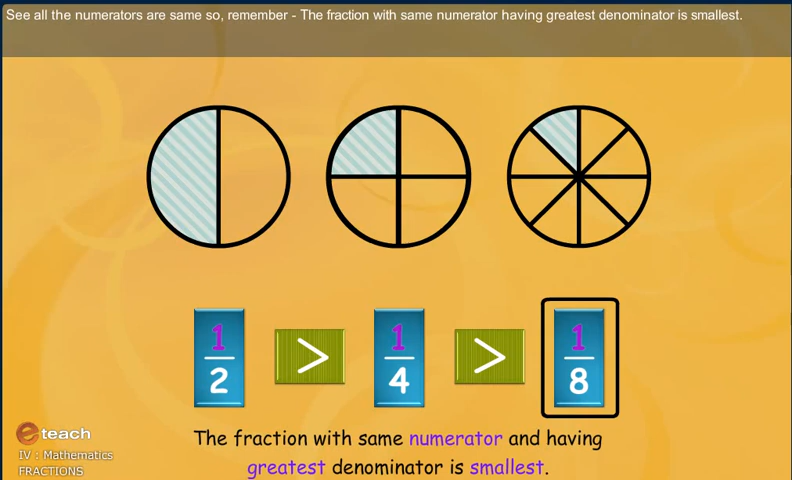 See all the numerators are same so, remember - The fraction with same numerator having greatest denominator is smallest.
1 > 1 > 1
2 4 8
The fraction with same numerator and having
greatest denominator is smallest.
e teach
IV : Mathematics
FRACTIONS